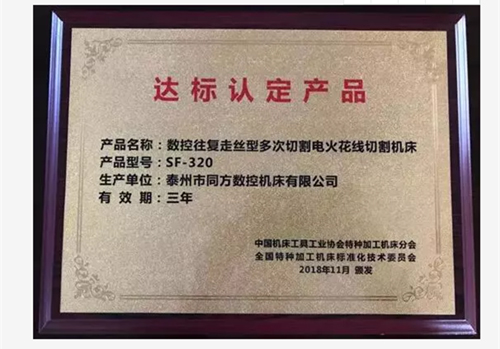 达标认定产品
产品名称：数控往复走丝型多次切割电火花线切割机床
产品型号：SF-320
生产单位：泰州市同方数控机床有限公司
有效期：三年
中国机床工具工业协会特种加工机床分会
全国特种加工机床标准化技术委员会
2018年11月 颁发